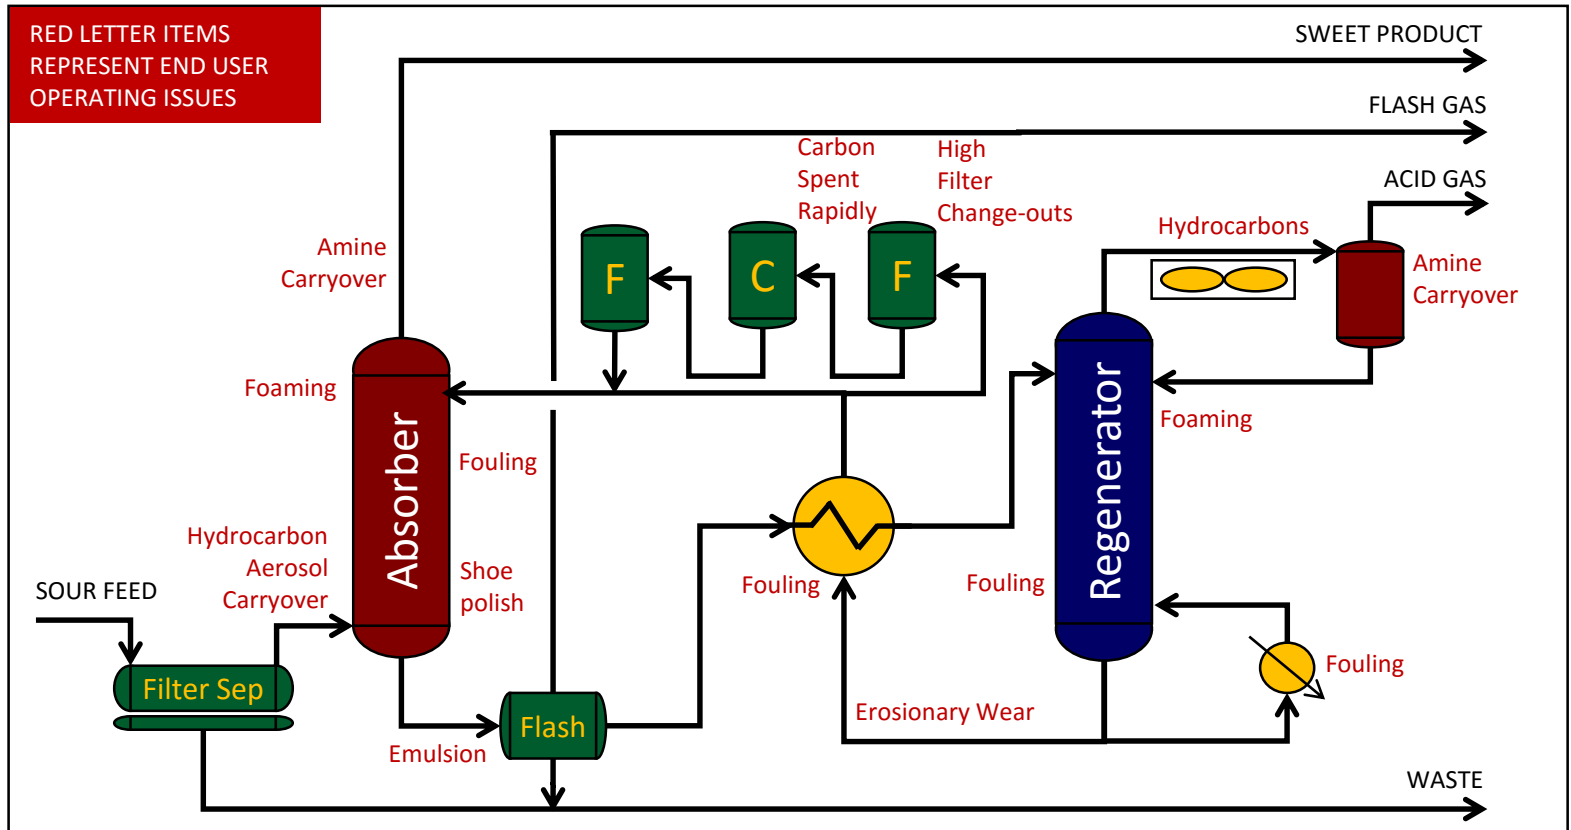 RED LETTER ITEMS
REPRESENT END USER
OPERATING ISSUES
SWEET PRODUCT
FLASH GAS
ACID GAS
Carbon
Spent
Rapidly
High
Filter
Change-outs
Hydrocarbons
Amine
Carryover
Amine
Carryover
F
C
F
Foaming
Foaming
Absorber
Regenerator
Fouling
Hydrocarbon
Aerosol
Carryover
Shoe
polish
Fouling
Fouling
SOUR FEED
Filter Sep
Flash
Emulsion
Erosionary Wear
Fouling
WASTE